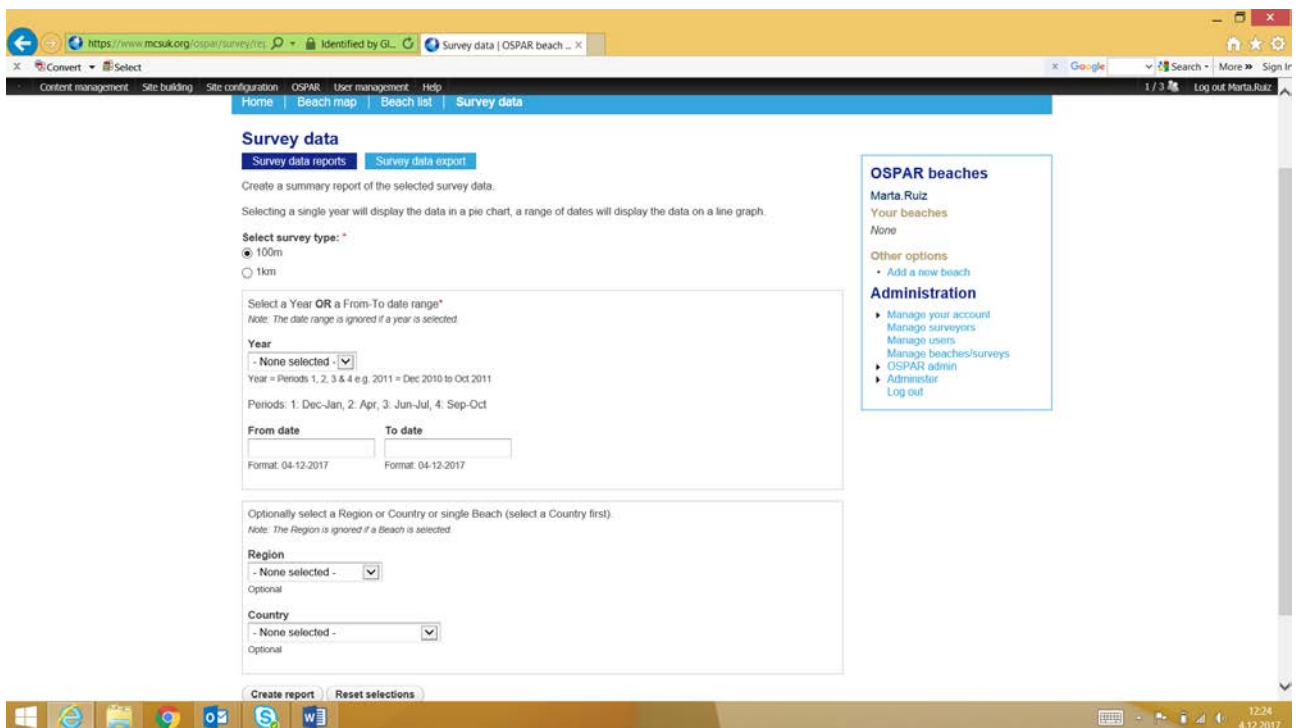 https://www.mcsuk.org/ospar/survey/rep
Identified by Gl...
Survey data | OSPAR beach ...
x Convert Select
x Google Search More » Sign In
Content management Site building Site configuration OSPAR User management Help
1 / 3 Log out Marta.Ruiz
Home | Beach map | Beach list | Survey data
Survey data
Survey data reports Survey data export
Create a summary report of the selected survey data.
Selecting a single year will display the data in a pie chart, a range of dates will display the data on a line graph.
Select survey type: *
100m
1km
Select a Year OR a From-To date range*
Note: The date range is ignored if a year is selected.
Year
- None selected -
Year = Periods 1, 2, 3 & 4 e.g. 2011 = Dec 2010 to Oct 2011
Periods: 1: Dec-Jan, 2: Apr, 3: Jun-Jul, 4: Sep-Oct
From date To date
Format: 04-12-2017 Format: 04-12-2017
Optionally select a Region or Country or single Beach (select a Country first).
Note: The Region is ignored if a Beach is selected.
Region
- None selected -
Optional
Country
- None selected -
Optional
Create report Reset selections
OSPAR beaches
Marta.Ruiz
Your beaches
None
Other options
Add a new beach
Administration
Manage your account
Manage surveyors
Manage users
Manage beaches/surveys
OSPAR admin
Administer
Log out
12:24
4.12.2017